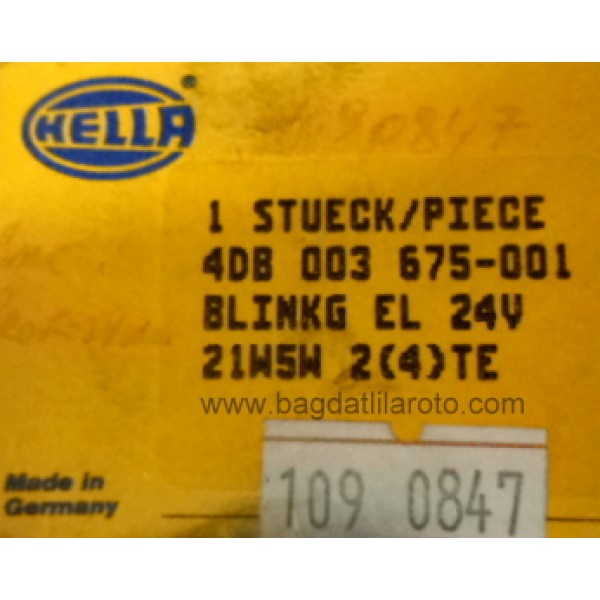 HELLA®
80847
1 STUECK/PIECE
4DB 003 675-001
BLINKG EL 24V
21W5W 2(4)TE
www.bagdatlilaroto.com
Made in
Germany
109 0847